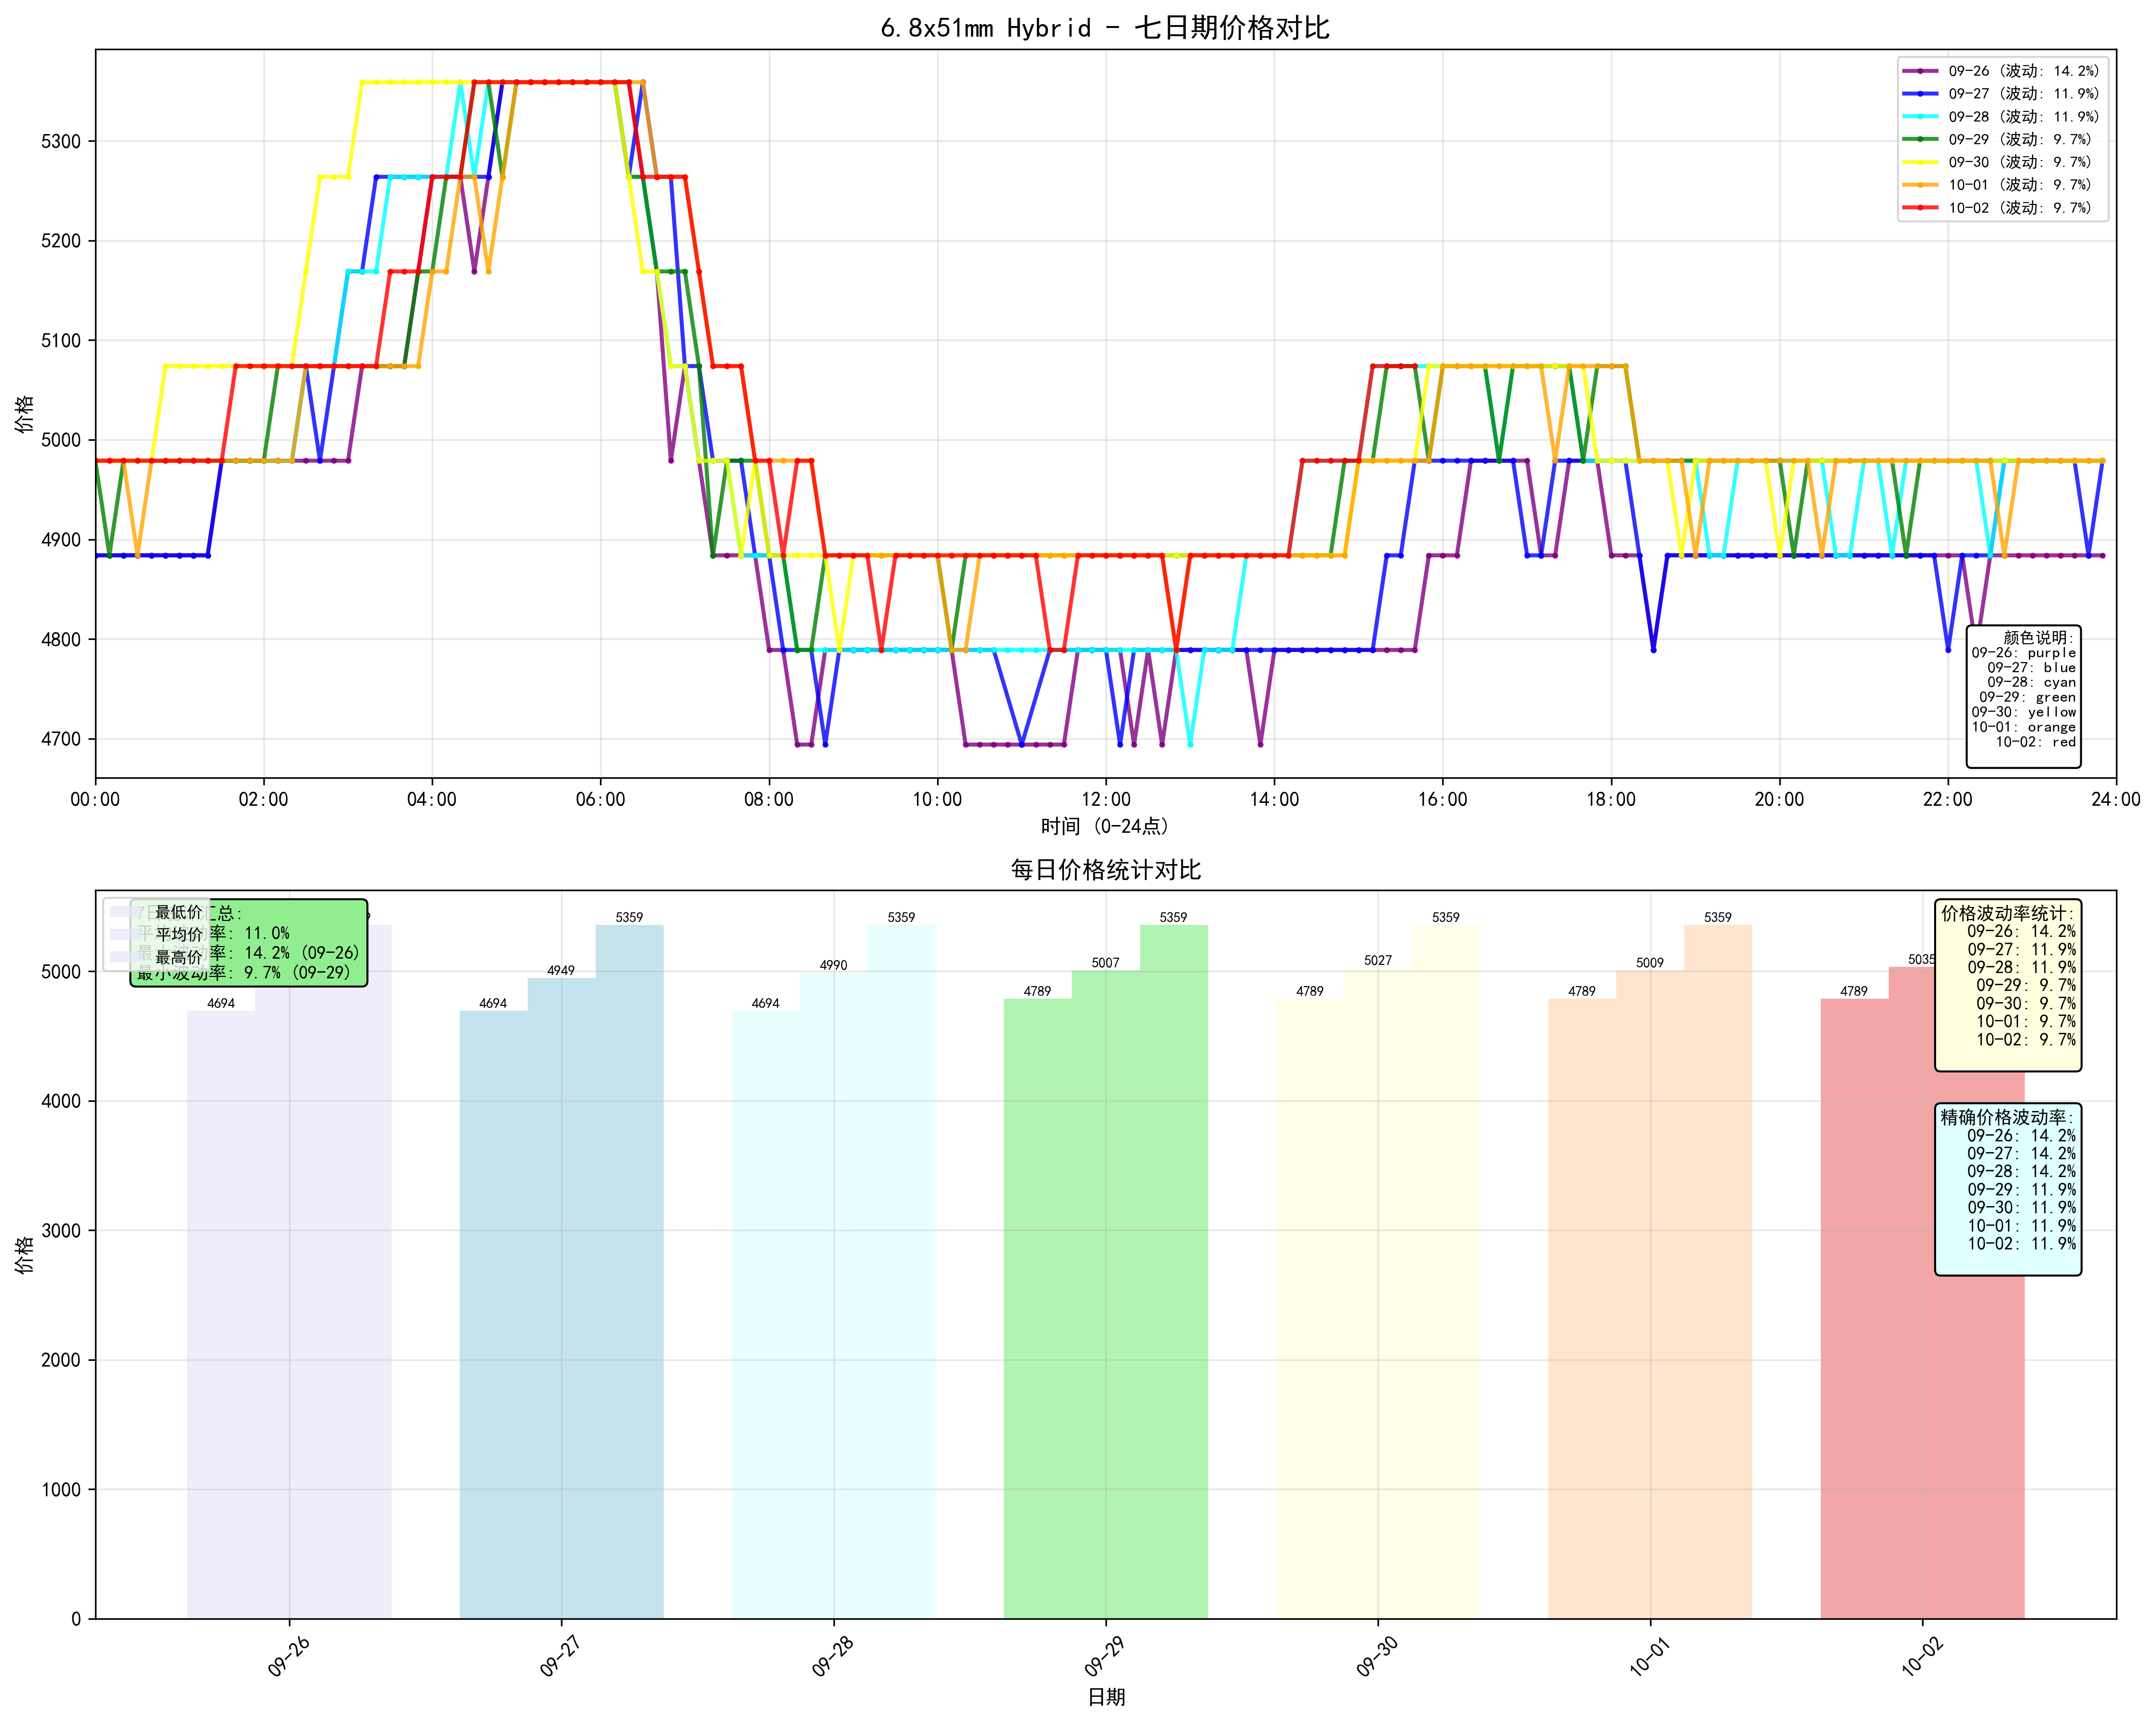 6.8x51mm Hybrid - 七日期价格对比
09-26 (波动: 14.2%)
09-27 (波动: 11.9%)
09-28 (波动: 11.9%)
09-29 (波动: 9.7%)
09-30 (波动: 9.7%)
10-01 (波动: 9.7%)
10-02 (波动: 9.7%)
价格
5300
5200
5100
5000
4900
4800
4700
颜色说明:
09-26: purple
09-27: blue
09-28: cyan
09-29: green
09-30: yellow
10-01: orange
10-02: red
00:00 02:00 04:00 06:00 08:00 10:00 12:00 14:00 16:00 18:00 20:00 22:00 24:00
时间 (0-24点)
每日价格统计对比
最低价
平均价
最高价
汇总:
率: 11.0%
14.2% (09-26)
最小波动率: 9.7% (09-29)
价格波动率统计:
09-26: 14.2%
09-27: 11.9%
09-28: 11.9%
09-29: 9.7%
09-30: 9.7%
10-01: 9.7%
10-02: 9.7%
精确价格波动率:
09-26: 14.2%
09-27: 14.2%
09-28: 14.2%
09-29: 11.9%
09-30: 11.9%
10-01: 11.9%
10-02: 11.9%
4694
4694 4949 5359
4694 4990 5359
4789 5007 5359
4789 5027 5359
4789 5009 5359
4789 5035
价格
5000
4000
3000
2000
1000
0
09-26 09-27 09-28 09-29 09-30 10-01 10-02
日期